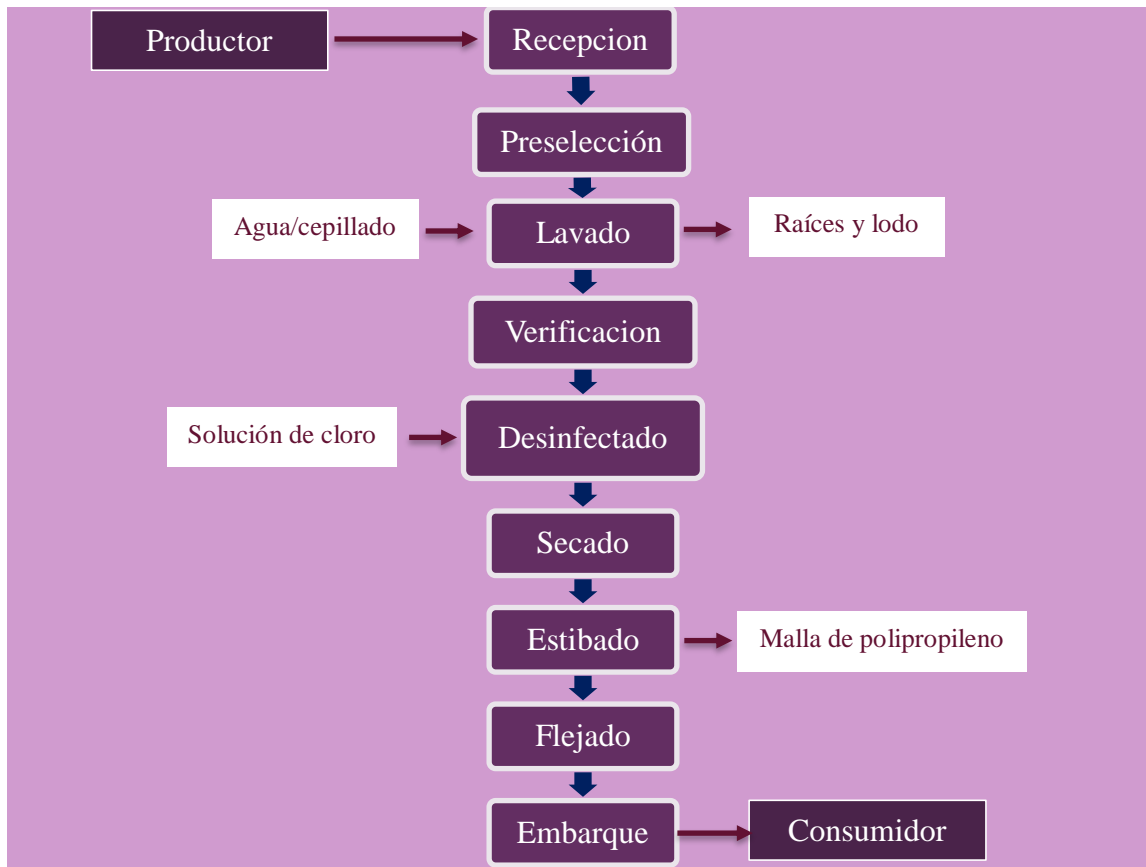 Productor
Recepcion
Preselección
Agua/cepillado
Lavado
Raíces y lodo
Verificacion
Solución de cloro
Desinfectado
Secado
Estibado
Malla de polipropileno
Flejado
Embarque
Consumidor